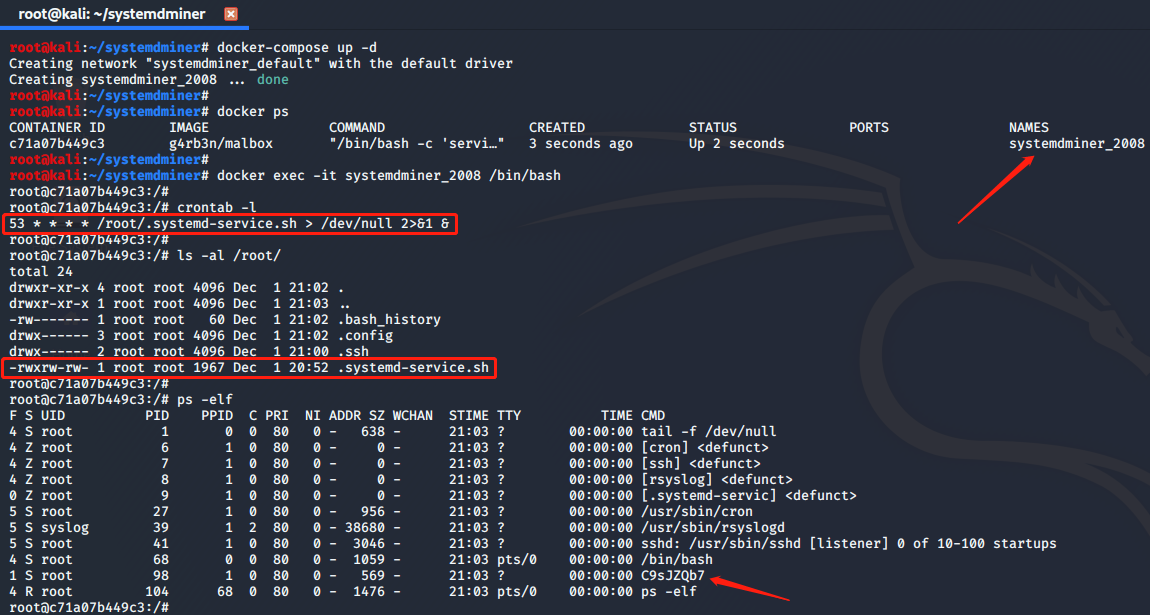 root@kali: ~/systemdminer
root@kali:~/systemdminer# docker-compose up -d
Creating network "systemdminer_default" with the default driver
Creating systemdminer_2008 ... done
root@kali:~/systemdminer#
root@kali:~/systemdminer# docker ps
CONTAINER ID        IMAGE               COMMAND                  CREATED             STATUS              PORTS               NAMES
c71a07b449c3        g4rb3n/malbox       "/bin/bash -c 'servi…"   3 seconds ago       Up 2 seconds                            systemdminer_2008
root@kali:~/systemdminer#
root@kali:~/systemdminer# docker exec -it systemdminer_2008 /bin/bash
root@c71a07b449c3:/#
root@c71a07b449c3:/# crontab -l
53 * * * * /root/.systemd-service.sh > /dev/null 2>&1 &
root@c71a07b449c3:/#
root@c71a07b449c3:/# ls -al /root/
total 24
drwxr-xr-x 4 root root 4096 Dec  1 21:02 .
drwxr-xr-x 1 root root 4096 Dec  1 21:03 ..
-rw------- 1 root root   60 Dec  1 21:02 .bash_history
drwx------ 3 root root 4096 Dec  1 21:02 .config
drwx------ 2 root root 4096 Dec  1 21:00 .ssh
-rwxrw-rw- 1 root root 1967 Dec  1 20:52 .systemd-service.sh
root@c71a07b449c3:/#
root@c71a07b449c3:/# ps -elf
F S UID         PID    PPID  C PRI  NI ADDR SZ WCHAN  STIME TTY          TIME CMD
4 S root          1       0  0  80   0 -   638 -      21:03 ?        00:00:00 tail -f /dev/null
4 Z root          6       1  0  80   0 -     0 -      21:03 ?        00:00:00 [cron] <defunct>
4 Z root          7       1  0  80   0 -     0 -      21:03 ?        00:00:00 [ssh] <defunct>
4 Z root          8       1  0  80   0 -     0 -      21:03 ?        00:00:00 [rsyslog] <defunct>
0 Z root          9       1  0  80   0 -     0 -      21:03 ?        00:00:00 [.systemd-servic] <defunct>
5 S root         27       1  0  80   0 -   956 -      21:03 ?        00:00:00 /usr/sbin/cron
5 S syslog       39       1  2  80   0 - 38680 -      21:03 ?        00:00:00 /usr/sbin/rsyslogd
5 S root         41       1  0  80   0 -  3046 -      21:03 ?        00:00:00 sshd: /usr/sbin/sshd [listener] 0 of 10-100 startups
4 S root         68       0  0  80   0 -  1059 -      21:03 pts/0    00:00:00 /bin/bash
1 S root         98       1  0  80   0 -   569 -      21:03 ?        00:00:00 C9sJZQb7
4 R root        104      68  0  80   0 -  1476 -      21:03 pts/0    00:00:00 ps -elf
root@c71a07b449c3:/#